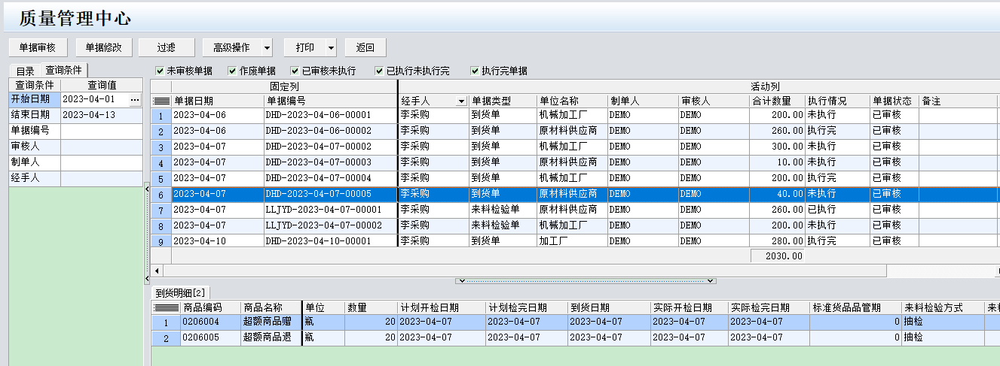 质量管理中心
单据审核 单据修改 过滤 高级操作 打印 返回
目录 查询条件
查询条件 查询值
开始日期 2023-04-01 ...
结束日期 2023-04-13
单据编号
审核人
制单人
经手人
未审核单据 作废单据 已审核未执行 已执行未执行完 执行完单据
固定列 活动列
单据日期 单据编号 经手人 单据类型 单位名称 制单人 审核人 合计数量 执行情况 单据状态 备注
1 2023-04-06 DHD-2023-04-06-00001 李采购 到货单 机械加工厂 DEMO DEMO 200.00 未执行 已审核
2 2023-04-06 DHD-2023-04-06-00002 李采购 到货单 原材料供应商 DEMO DEMO 260.00 执行完 已审核
3 2023-04-07 DHD-2023-04-07-00002 李采购 到货单 机械加工厂 DEMO DEMO 300.00 未执行 已审核
4 2023-04-07 DHD-2023-04-07-00003 李采购 到货单 原材料供应商 DEMO DEMO 10.00 未执行 已审核
5 2023-04-07 DHD-2023-04-07-00004 李采购 到货单 机械加工厂 DEMO DEMO 200.00 执行完 已审核
6 2023-04-07 DHD-2023-04-07-00005 李采购 到货单 原材料供应商 DEMO DEMO 40.00 未执行 已审核
7 2023-04-07 LLJYD-2023-04-07-00001 李采购 来料检验单 原材料供应商 DEMO DEMO 260.00 已执行 已审核
8 2023-04-07 LLJYD-2023-04-07-00002 李采购 来料检验单 机械加工厂 DEMO DEMO 200.00 未执行 已审核
9 2023-04-10 DHD-2023-04-10-00001 李采购 到货单 加工厂 DEMO DEMO 280.00 执行完 已审核
2030.00
到货明细[2]
商品编码 商品名称 单位 数量 计划开检日期 计划检完日期 到货日期 实际开检日期 实际检完日期 标准货品品管期 来料检验方式 来料
1 0206004 超额商品赠 瓶 20 2023-04-07 2023-04-07 2023-04-07 2023-04-07 2023-04-07 0 抽检
2 0206005 超额商品退 瓶 20 2023-04-07 2023-04-07 2023-04-07 2023-04-07 2023-04-07 0 抽检